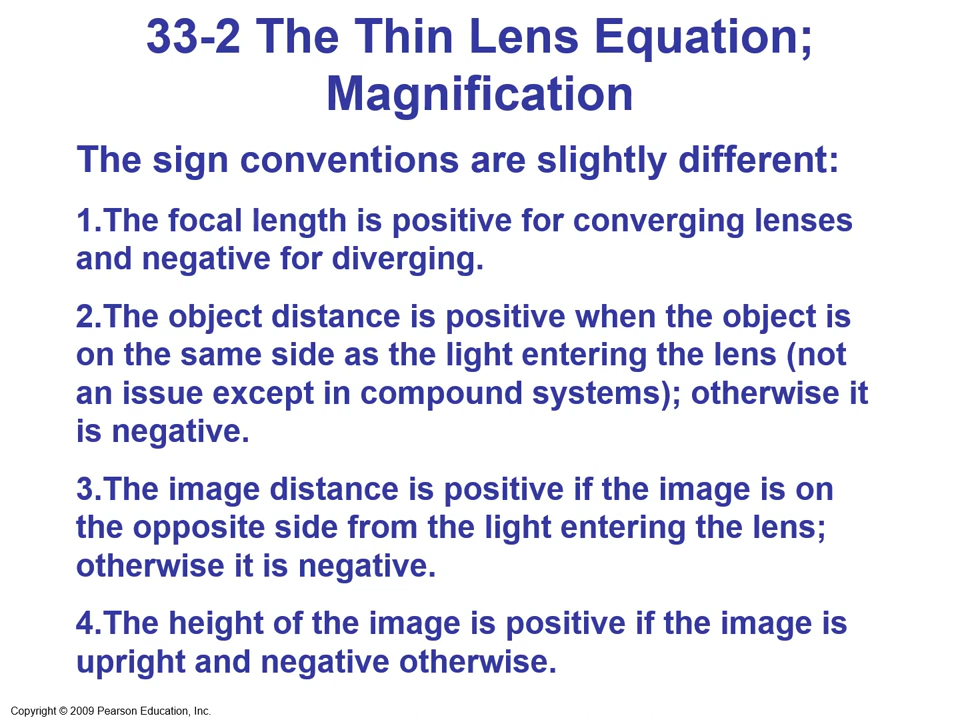 33-2 The Thin Lens Equation;
Magnification
The sign conventions are slightly different:
1.The focal length is positive for converging lenses
and negative for diverging.
2.The object distance is positive when the object is
on the same side as the light entering the lens (not
an issue except in compound systems); otherwise it
is negative.
3.The image distance is positive if the image is on
the opposite side from the light entering the lens;
otherwise it is negative.
4.The height of the image is positive if the image is
upright and negative otherwise.
Copyright © 2009 Pearson Education, Inc.